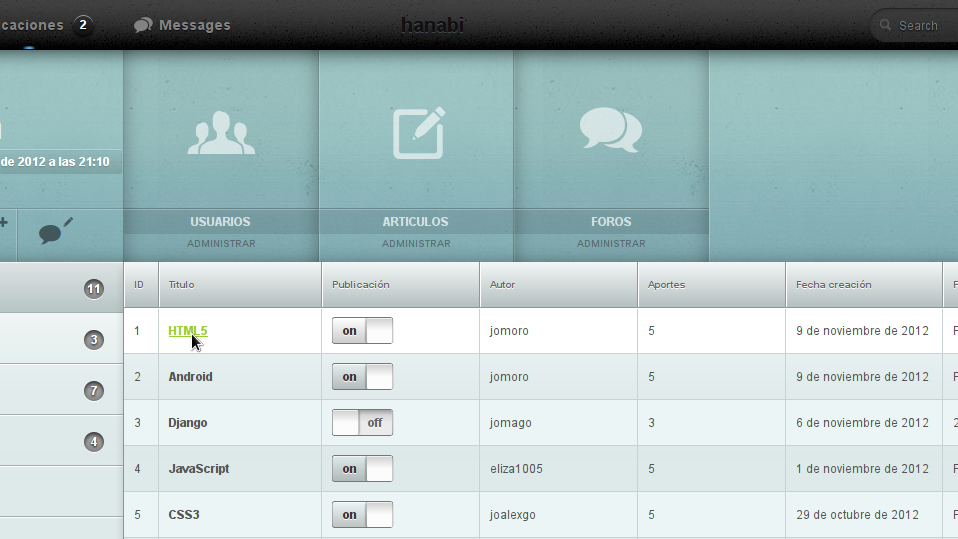 caciones 2 Messages hanabi Search
de 2012 a las 21:10
USUARIOS ARTICULOS FOROS
ADMINISTRAR ADMINISTRAR ADMINISTRAR
11
3
7
4
ID Titulo Publicación Autor Aportes Fecha creación
1 HTML5 on jomoro 5 9 de noviembre de 2012
2 Android on jomoro 5 9 de noviembre de 2012
3 Django off jomago 3 6 de noviembre de 2012 2
4 JavaScript on eliza1005 5 1 de noviembre de 2012
5 CSS3 on joalexgo 5 29 de octubre de 2012